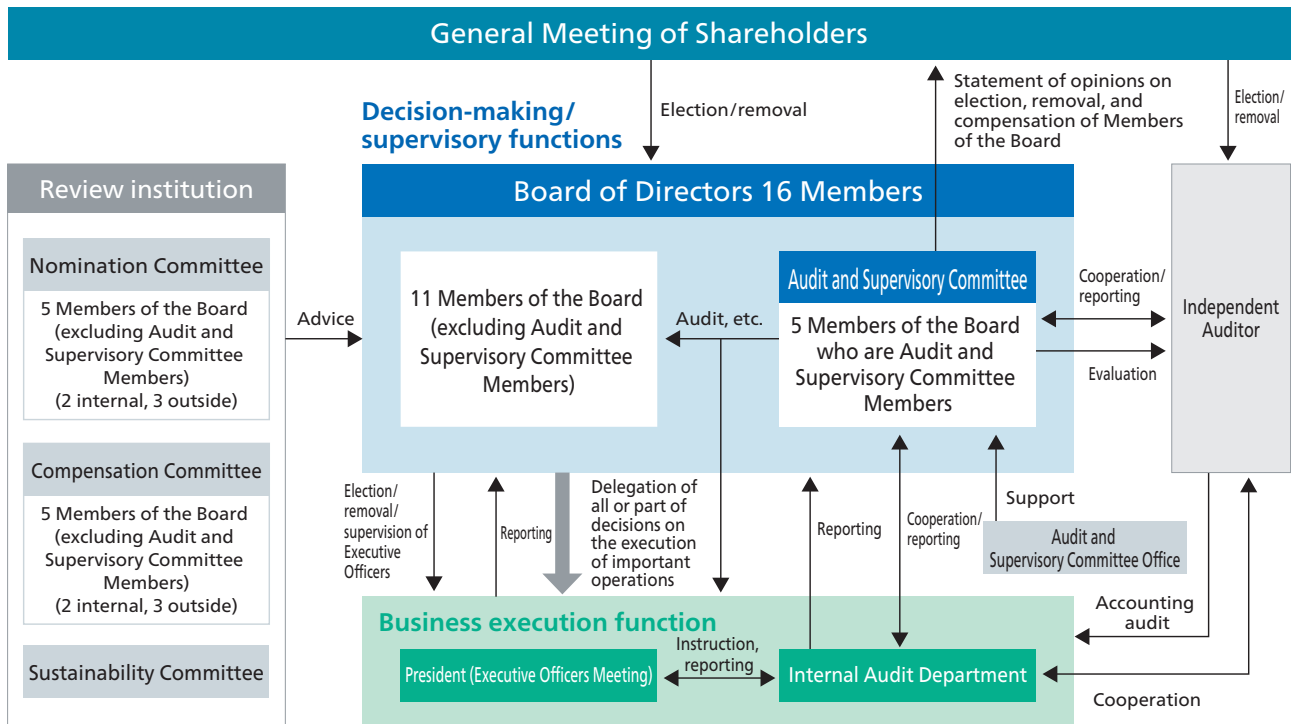 General Meeting of Shareholders
Decision-making/
supervisory functions
Election/removal
Statement of opinions on
election, removal, and
compensation of Members
of the Board
Election/
removal
Review institution
Nomination Committee
5 Members of the Board
(excluding Audit and
Supervisory Committee
Members)
(2 internal, 3 outside)
Compensation Committee
5 Members of the Board
(excluding Audit and
Supervisory Committee
Members)
(2 internal, 3 outside)
Sustainability Committee
Advice
Board of Directors 16 Members
11 Members of the Board
(excluding Audit and
Supervisory Committee
Members)
Audit, etc.
Audit and Supervisory Committee
5 Members of the Board
who are Audit and
Supervisory Committee
Members
Cooperation/
reporting
Evaluation
Independent
Auditor
Election/
removal/
supervision of
Executive
Officers
Reporting
Delegation of
all or part of
decisions on
the execution
of important
operations
Reporting
Cooperation/
reporting
Support
Audit and
Supervisory Committee Office
Accounting
audit
Cooperation
Business execution function
President (Executive Officers Meeting)
Instruction,
reporting
Internal Audit Department